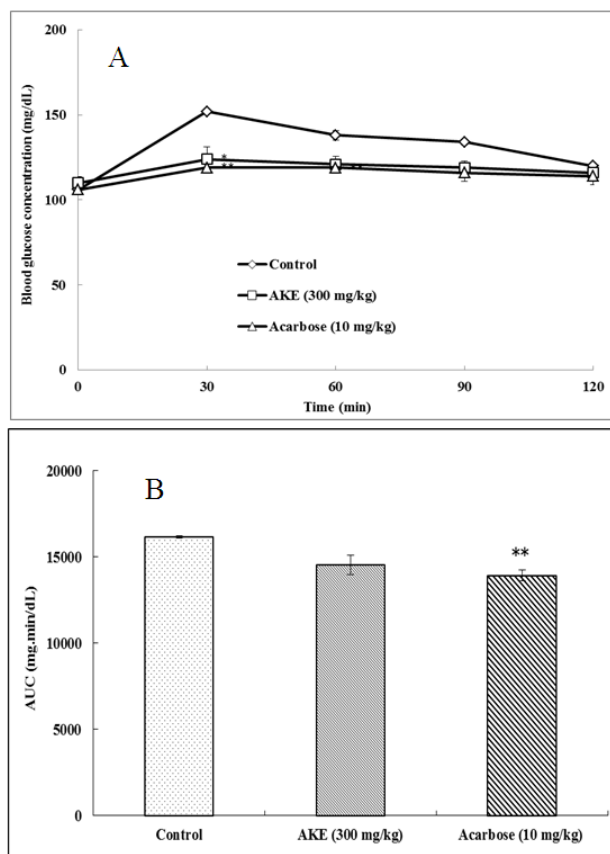 A
Blood glucose concentration (mg/dL)
200
150
100
50
0
*
**
**
Control
AKE (300 mg/kg)
Acarbose (10 mg/kg)
0 30 60 90 120
Time (min)
B
AUC (mg.min/dL)
20000
15000
10000
5000
0
**
Control AKE (300 mg/kg) Acarbose (10 mg/kg)